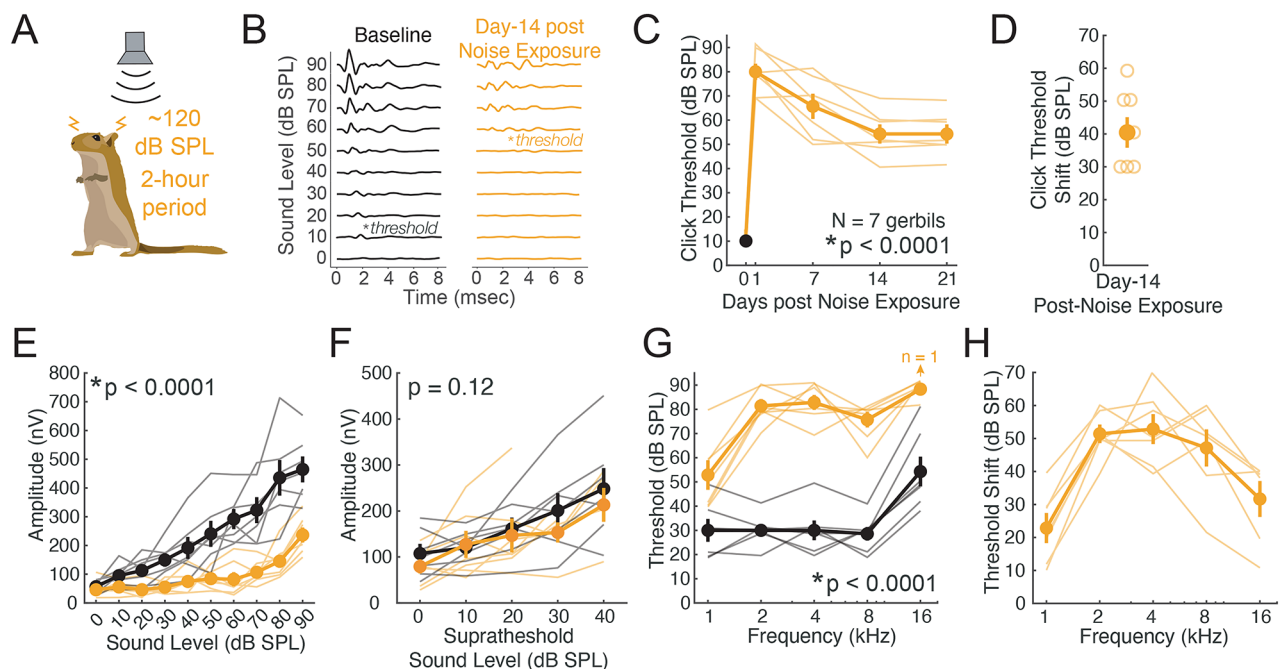 A
~120
dB SPL
2-hour
period
B
Baseline
Day-14 post
Noise Exposure
Sound Level (dB SPL)
90
80
70
60
50
40
30
20
10
0
*threshold
*threshold
0 2 4 6 8
0 2 4 6 8
Time (msec)
C
Click Threshold (dB SPL)
90
80
70
60
50
40
30
20
10
N = 7 gerbils
*p < 0.0001
0 1 7 14 21
Days post Noise Exposure
D
Click Threshold
Shift (dB SPL)
70
60
50
40
30
20
10
0
Day-14
Post-Noise Exposure
E
*p < 0.0001
Amplitude (nV)
800
700
600
500
400
300
200
100
0
0 10 20 30 40 50 60 70 80 90
Sound Level (dB SPL)
F
p = 0.12
Amplitude (nV)
500
400
300
200
100
0
0 10 20 30 40
Supratheshold
Sound Level (dB SPL)
G
n = 1
Threshold (dB SPL)
90
80
70
60
50
40
30
20
10
0
*p < 0.0001
1 2 4 8 16
Frequency (kHz)
H
Threshold Shift (dB SPL)
70
60
50
40
30
20
10
0
1 2 4 8 16
Frequency (kHz)